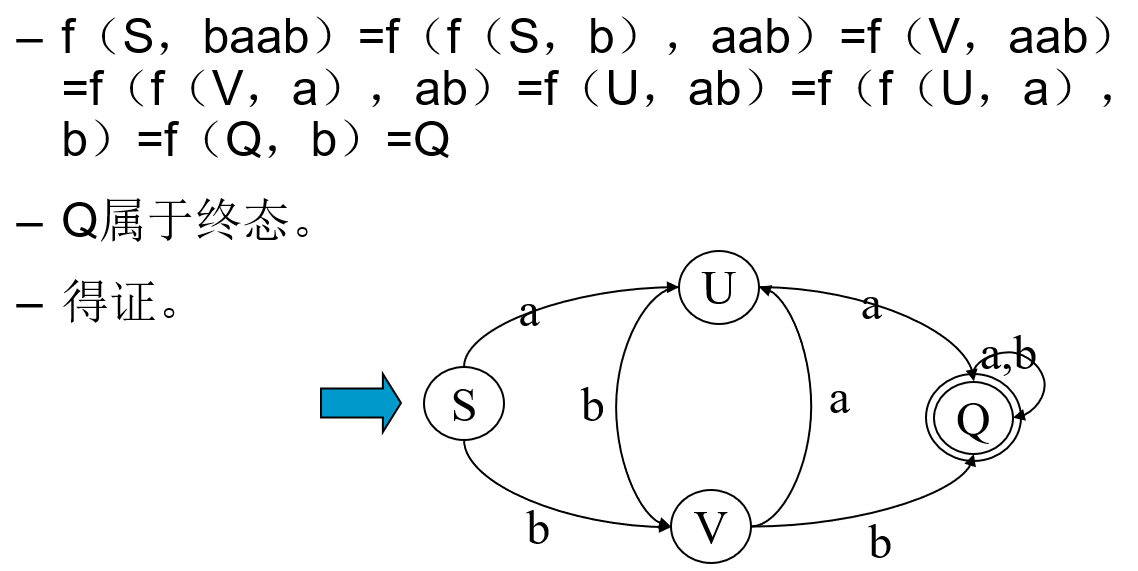 – f（S，baab）=f（f（S，b），aab）=f（V，aab）
=f（f（V，a），ab）=f（U，ab）=f（f（U，a），
b）=f（Q，b）=Q
– Q属于终态。
– 得证。
U
a
a
a,b
S
b
a
Q
V
b
b